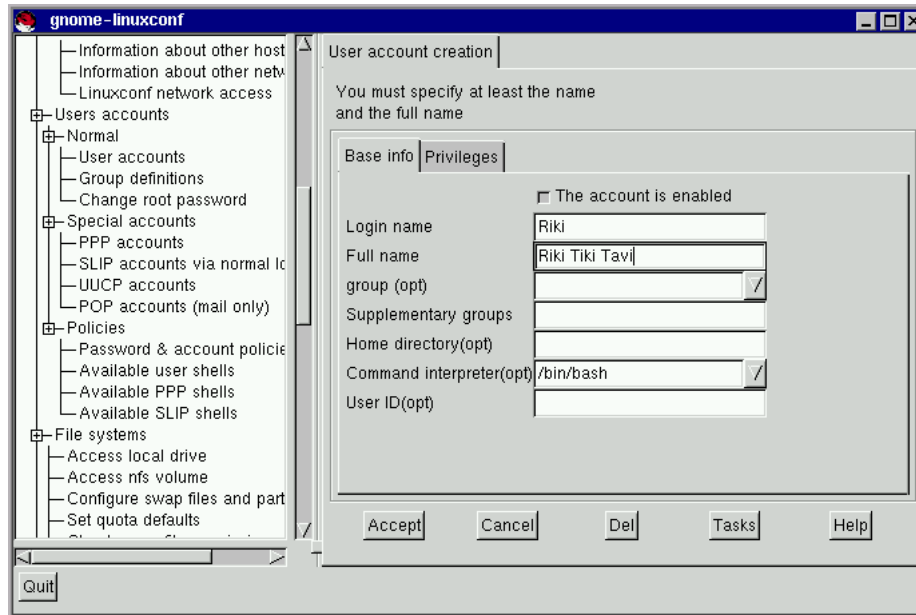 gnome-linuxconf
Information about other host
Information about other netw
Linuxconf network access
Users accounts
Normal
User accounts
Group definitions
Change root password
Special accounts
PPP accounts
SLIP accounts via normal lo
UUCP accounts
POP accounts (mail only)
Policies
Password & account policie
Available user shells
Available PPP shells
Available SLIP shells
File systems
Access local drive
Access nfs volume
Configure swap files and part
Set quota defaults
Quit
User account creation
You must specify at least the name
and the full name
Base info Privileges
The account is enabled
Login name Riki
Full name Riki Tiki Tavi
group (opt)
Supplementary groups
Home directory(opt)
Command interpreter(opt) /bin/bash
User ID(opt)
Accept Cancel Del Tasks Help